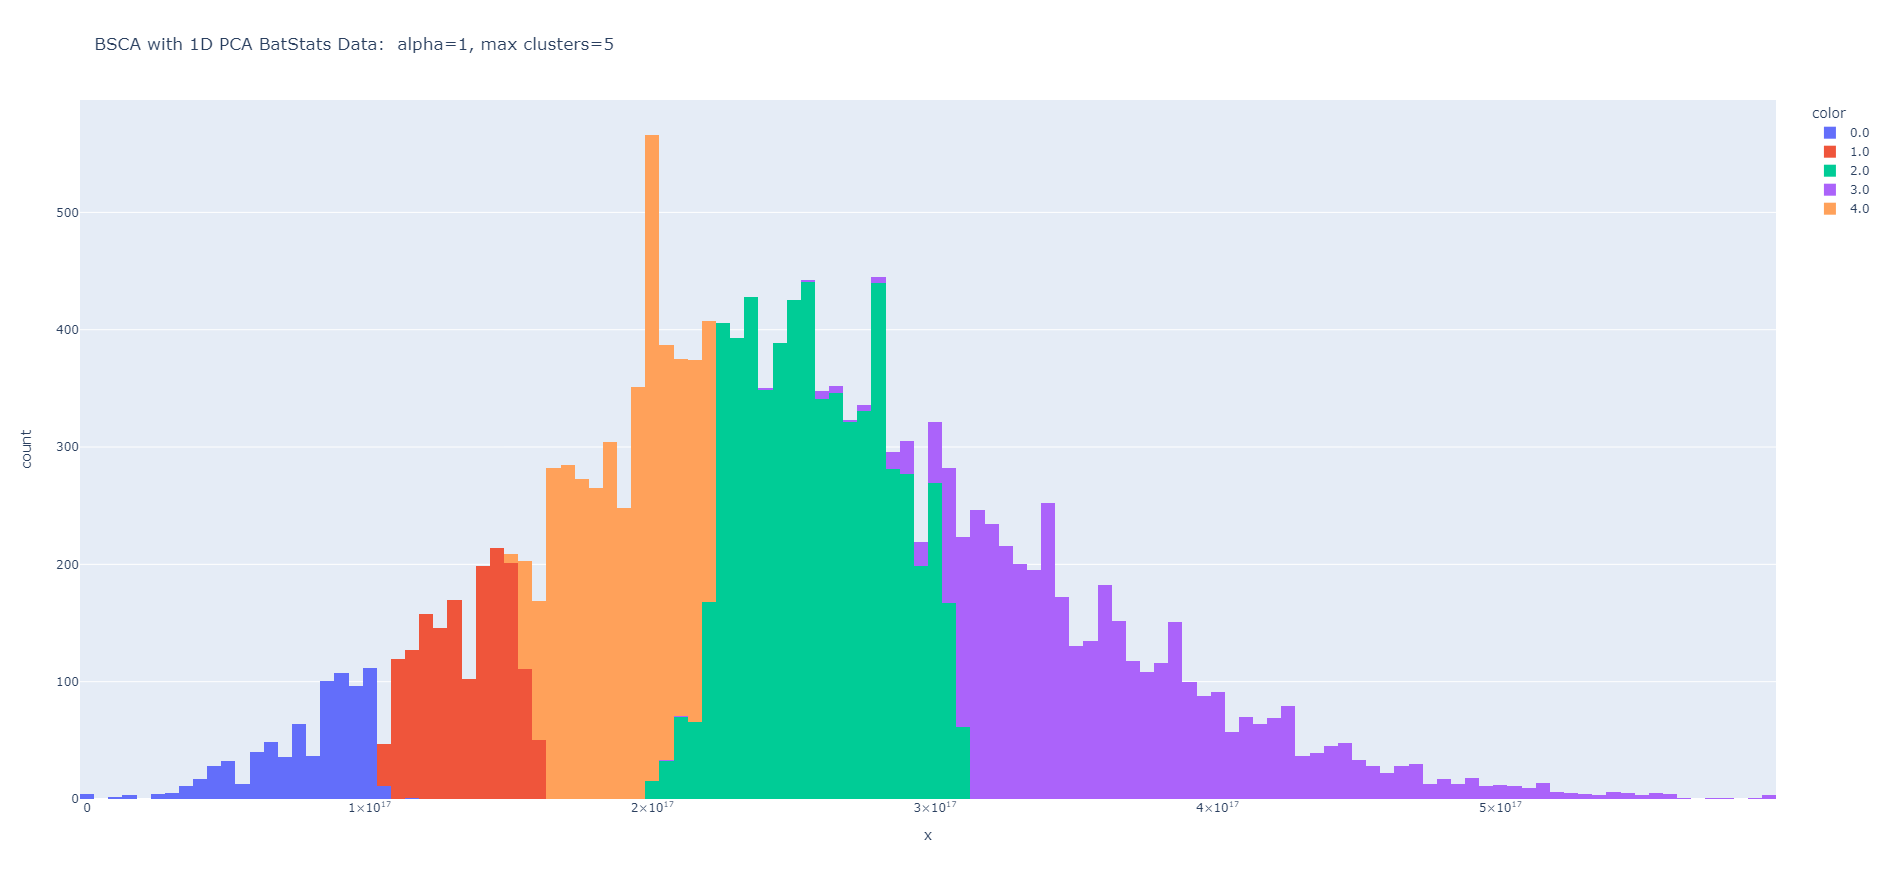 BSCA with 1D PCA BatStats Data:  alpha=1, max clusters=5
color
0.0
1.0
2.0
3.0
4.0
500
400
300
200
100
0
count
0 1×10¹⁷ 2×10¹⁷ 3×10¹⁷ 4×10¹⁷ 5×10¹⁷
x